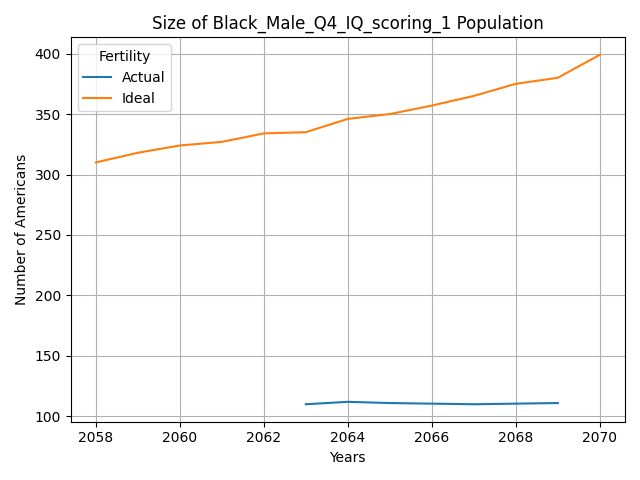 Size of Black_Male_Q4_IQ_scoring_1 Population
Number of Americans
400
350
300
250
200
150
100
Fertility
Actual
Ideal
2058 2060 2062 2064 2066 2068 2070
Years